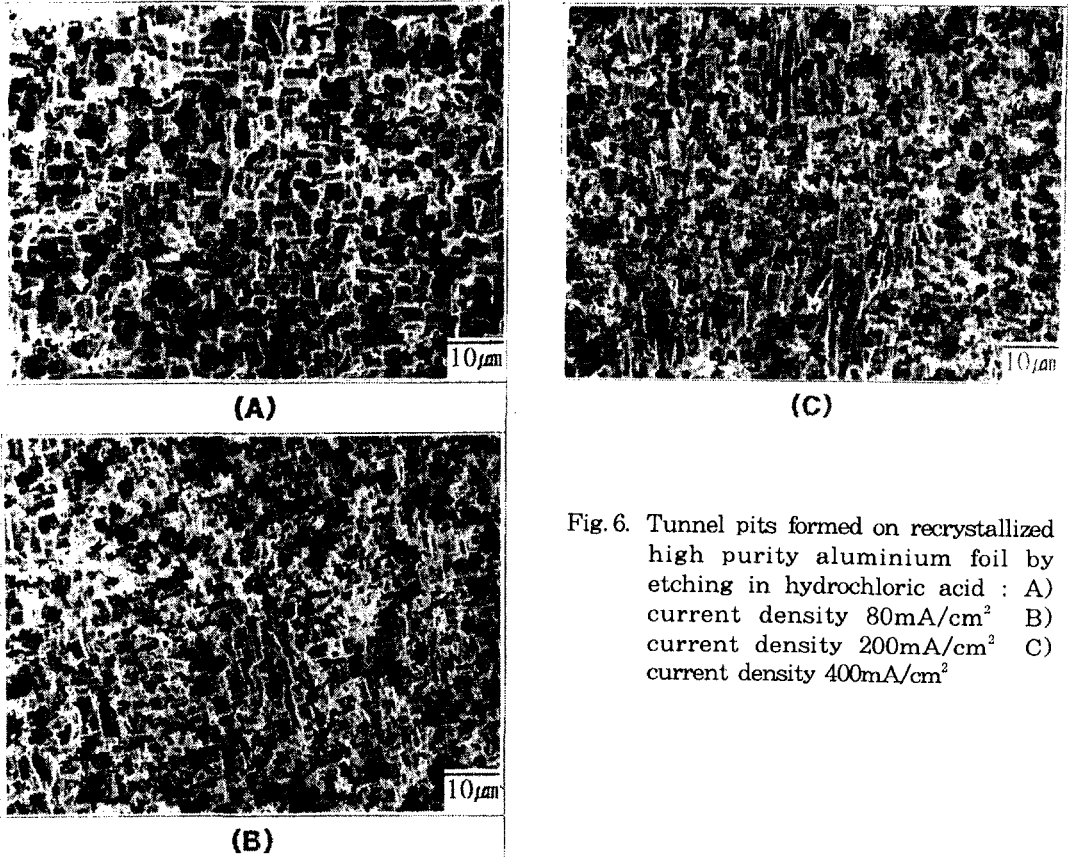 10μm
(A)
10μm
(C)
10μm
(B)
Fig. 6. Tunnel pits formed on recrystallized
high purity aluminium foil by
etching in hydrochloric acid : A)
current density 80mA/cm² B)
current density 200mA/cm² C)
current density 400mA/cm²